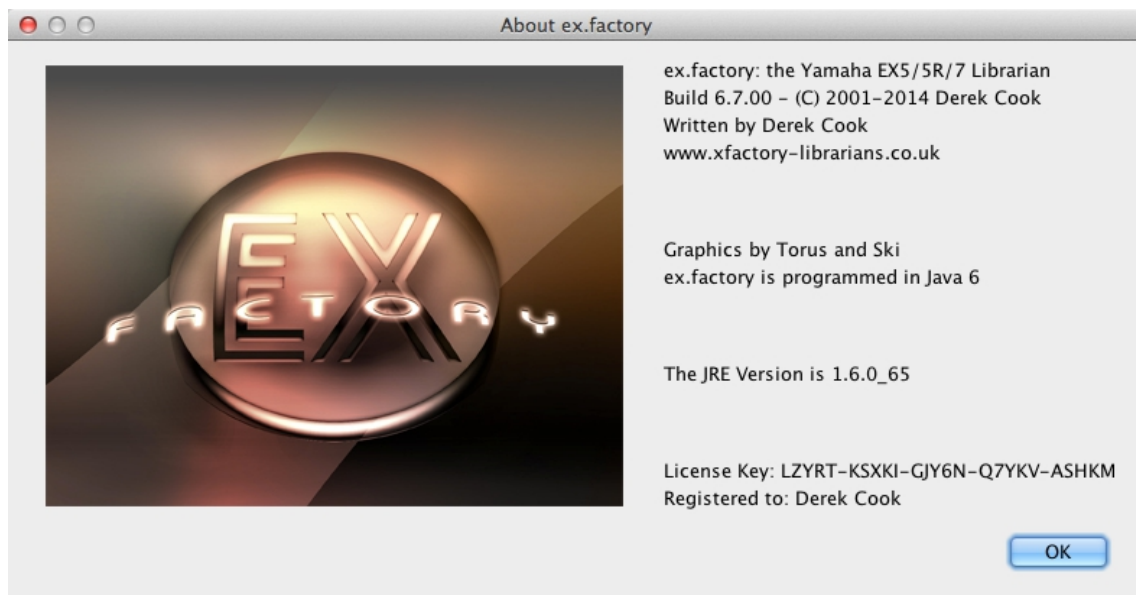 About ex.factory
EX
FACTORY
ex.factory: the Yamaha EX5/5R/7 Librarian
Build 6.7.00 – (C) 2001–2014 Derek Cook
Written by Derek Cook
www.xfactory-librarians.co.uk
Graphics by Torus and Ski
ex.factory is programmed in Java 6
The JRE Version is 1.6.0_65
License Key: LZYRT-KSXKI-GJY6N-Q7YKV-ASHKM
Registered to: Derek Cook
OK